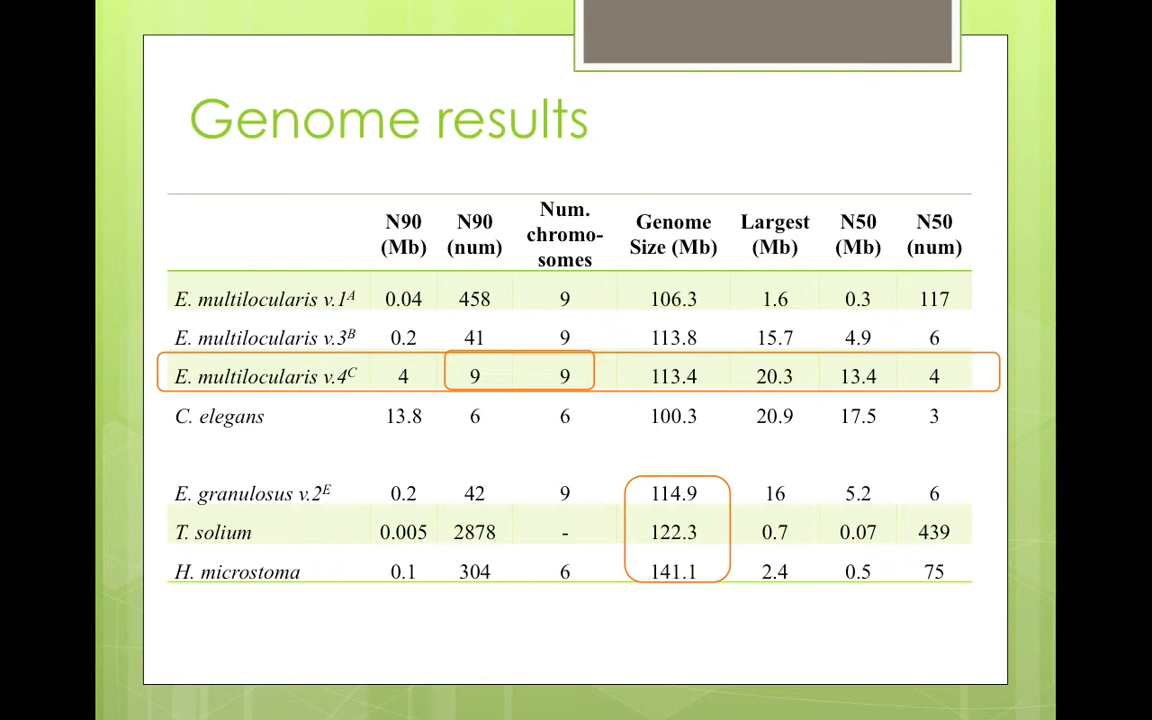 Genome results
N90 (Mb) N90 (num) Num. chromo-somes Genome Size (Mb) Largest (Mb) N50 (Mb) N50 (num)
E. multilocularis v.1A 0.04 458 9 106.3 1.6 0.3 117
E. multilocularis v.3B 0.2 41 9 113.8 15.7 4.9 6
E. multilocularis v.4C 4 9 9 113.4 20.3 13.4 4
C. elegans 13.8 6 6 100.3 20.9 17.5 3
E. granulosus v.2E 0.2 42 9 114.9 16 5.2 6
T. solium 0.005 2878 - 122.3 0.7 0.07 439
H. microstoma 0.1 304 6 141.1 2.4 0.5 75